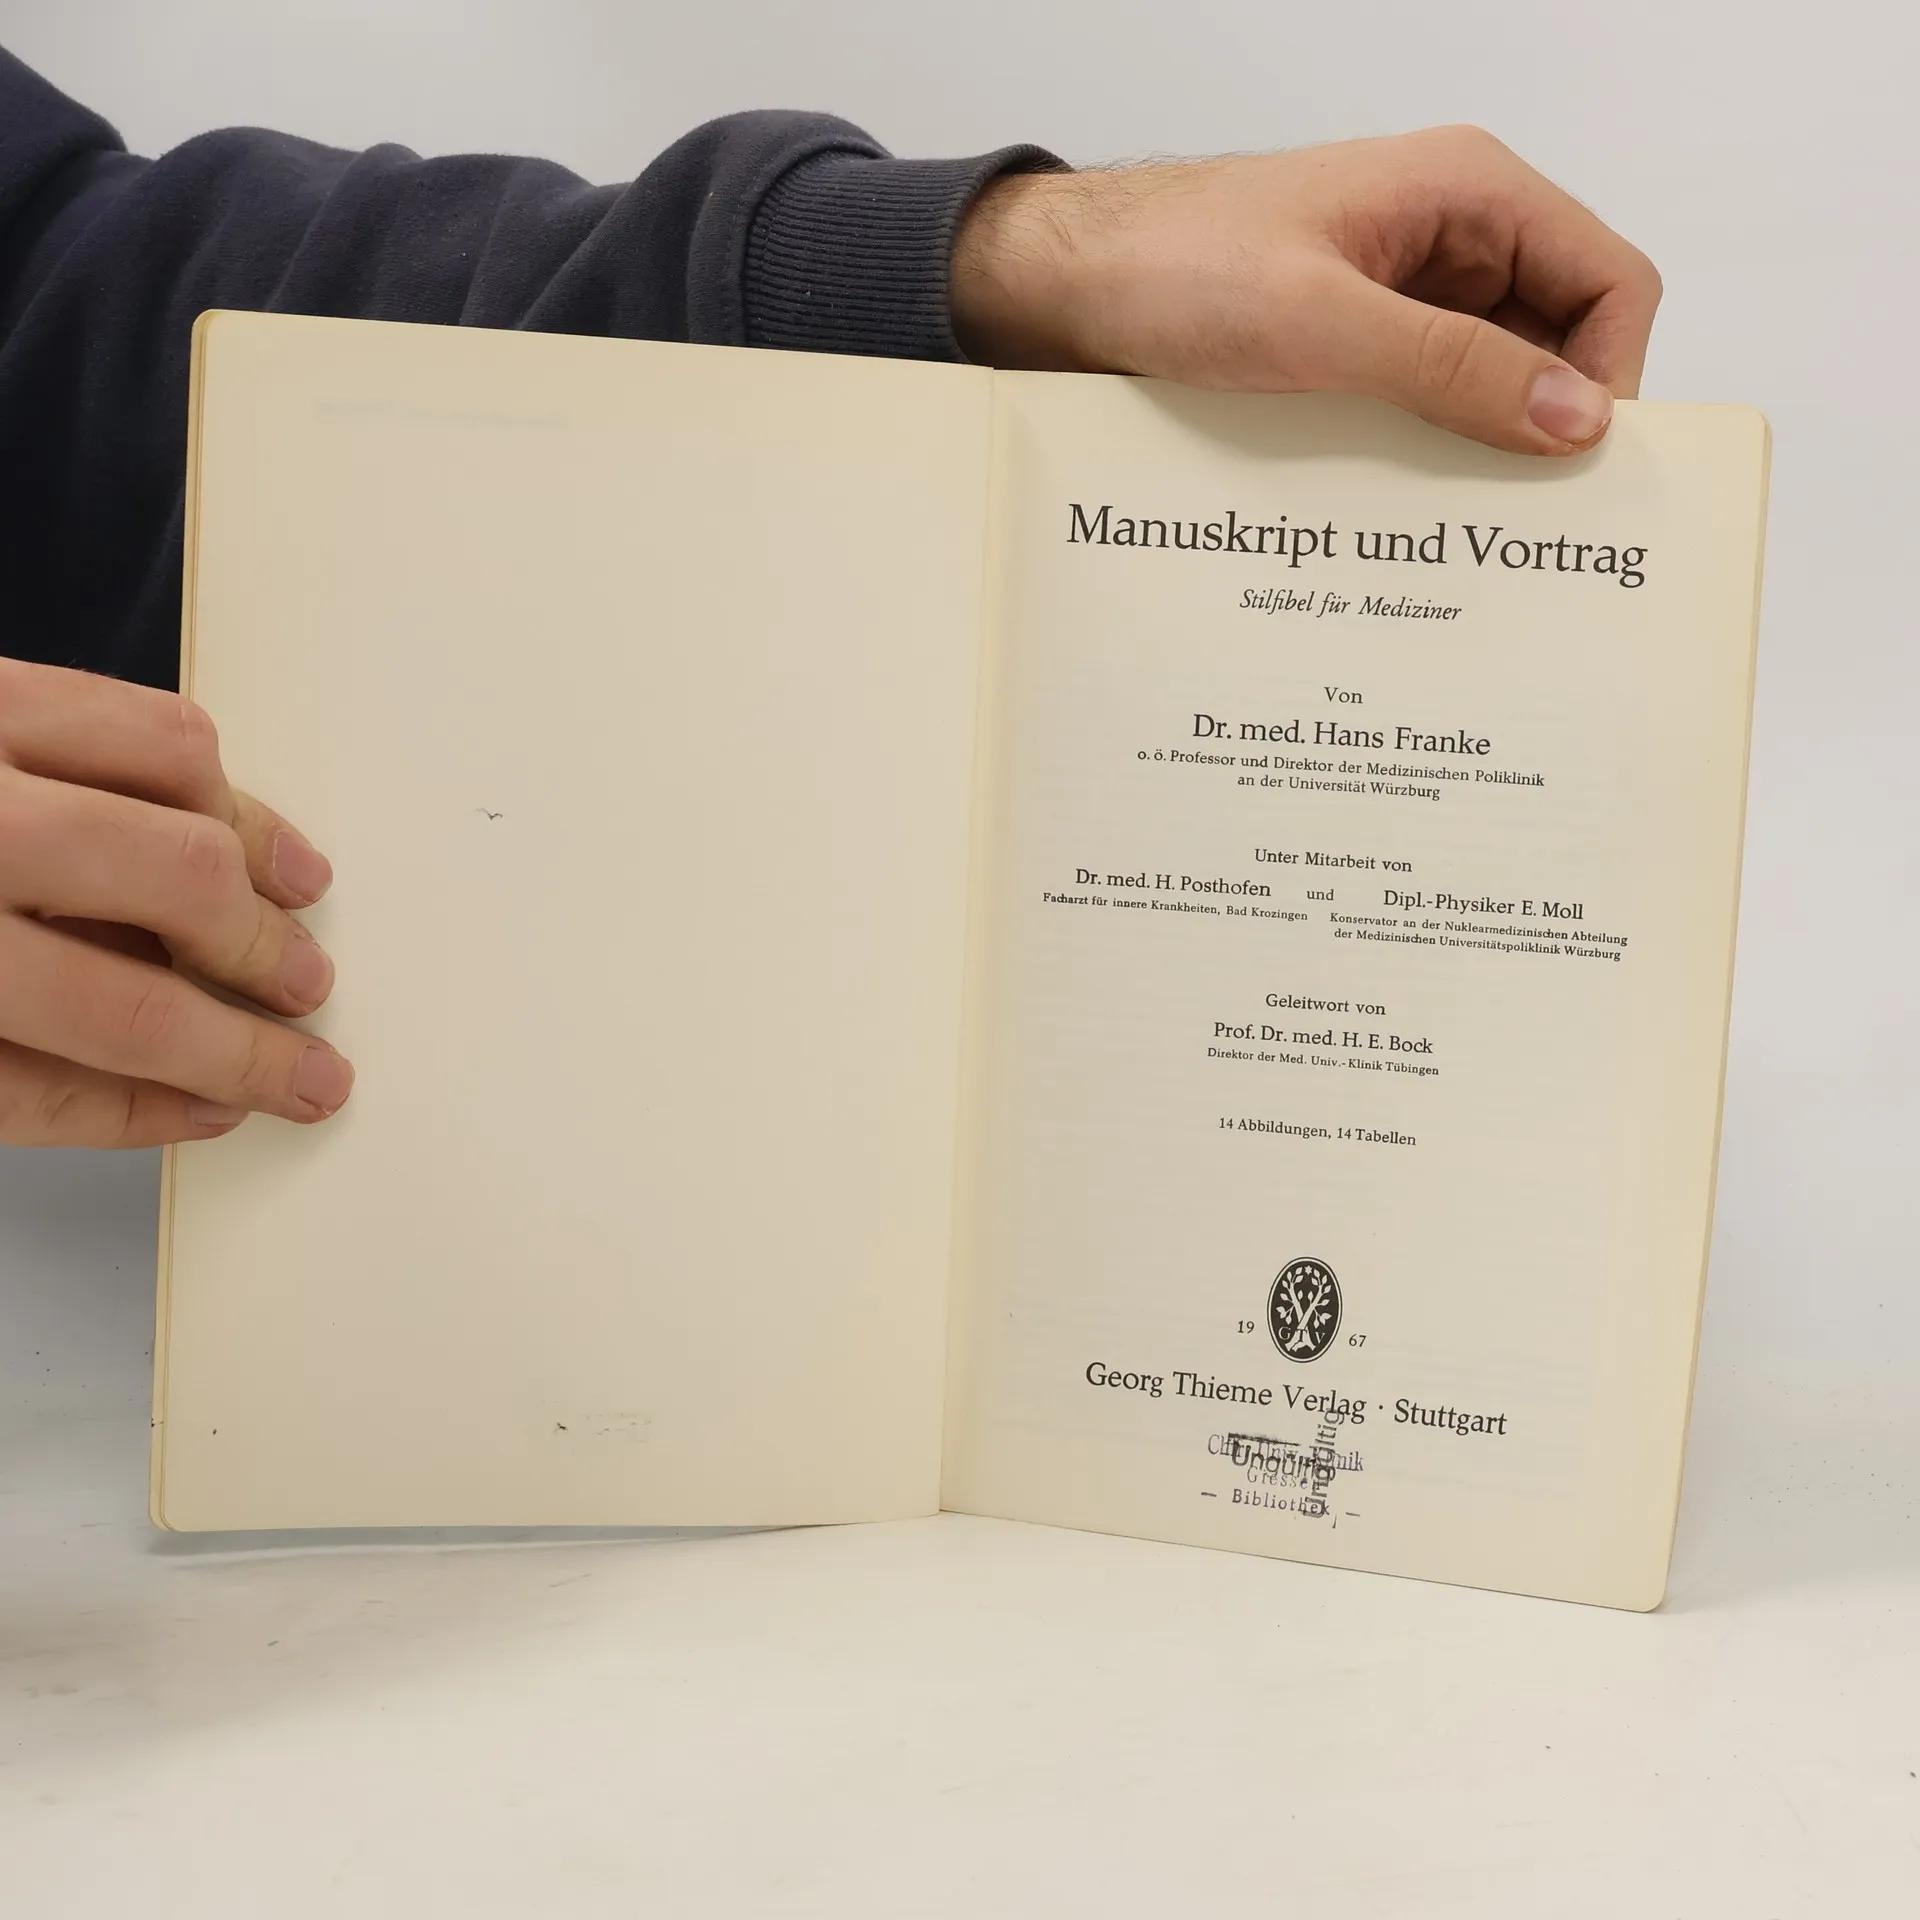 Manuskript und Vortrag
Stilfibel für Mediziner
Von
Dr. med. Hans Franke
o. ö. Professor und Direktor der Medizinischen Poliklinik
an der Universität Würzburg
Unter Mitarbeit von
Dr. med. H. Posthofen und Dipl.-Physiker E. Moll
Facharzt für innere Krankheiten, Bad Krozingen Konservator an der Nuklearmedizinischen Abteilung
der Medizinischen Universitätspoliklinik Würzburg
Geleitwort von
Prof. Dr. med. H. E. Bock
Direktor der Med. Univ.-Klinik Tübingen
14 Abbildungen, 14 Tabellen
19 GTV 67
Georg Thieme Verlag · Stuttgart
Ungültig
Giessen
— Bibliothek —